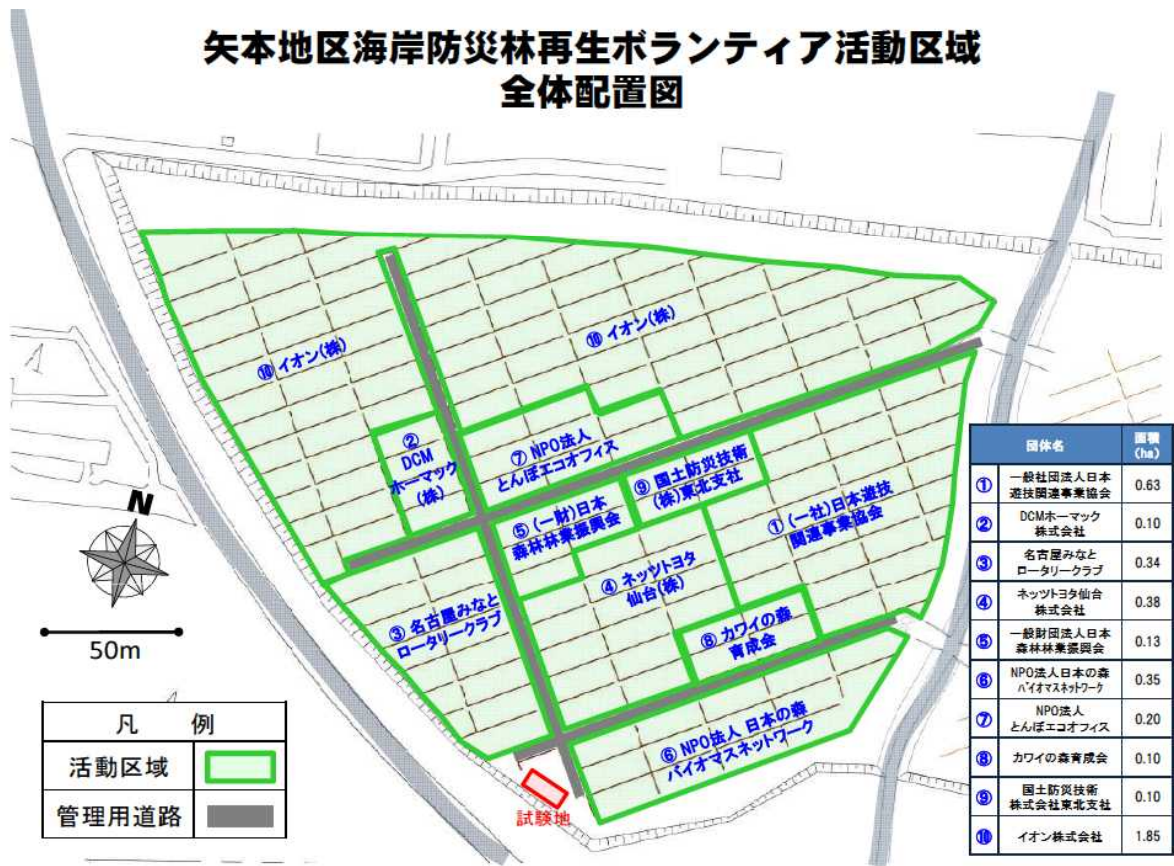 矢本地区海岸防災林再生ボランティア活動区域
全体配置図
⑩ イオン(株)
⑩ イオン(株)
②
DCM
ホーマック
(株)
⑦ NPO法人
とんぼエコオフィス
⑨ 国土防災技術
(株)東北支社
⑤ (一財)日本
森林林業振興会
① (一社)日本遊技
関連事業協会
④ ネッツトヨタ
仙台(株)
③ 名古屋みなと
ロータリークラブ
⑧ カワイの森
育成会
⑥ NPO法人 日本の森
バイオマスネットワーク
試験地
N
50m
凡 例
活動区域
管理用道路
団体名 面積
(ha)
① 一般社団法人日本
遊技関連事業協会 0.63
② DCMホーマック
株式会社 0.10
③ 名古屋みなと
ロータリークラブ 0.34
④ ネッツトヨタ仙台
株式会社 0.38
⑤ 一般財団法人日本
森林林業振興会 0.13
⑥ NPO法人日本の森
バイオマスネットワーク 0.35
⑦ NPO法人
とんぼエコオフィス 0.20
⑧ カワイの森育成会 0.10
⑨ 国土防災技術
株式会社東北支社 0.10
⑩ イオン株式会社 1.85